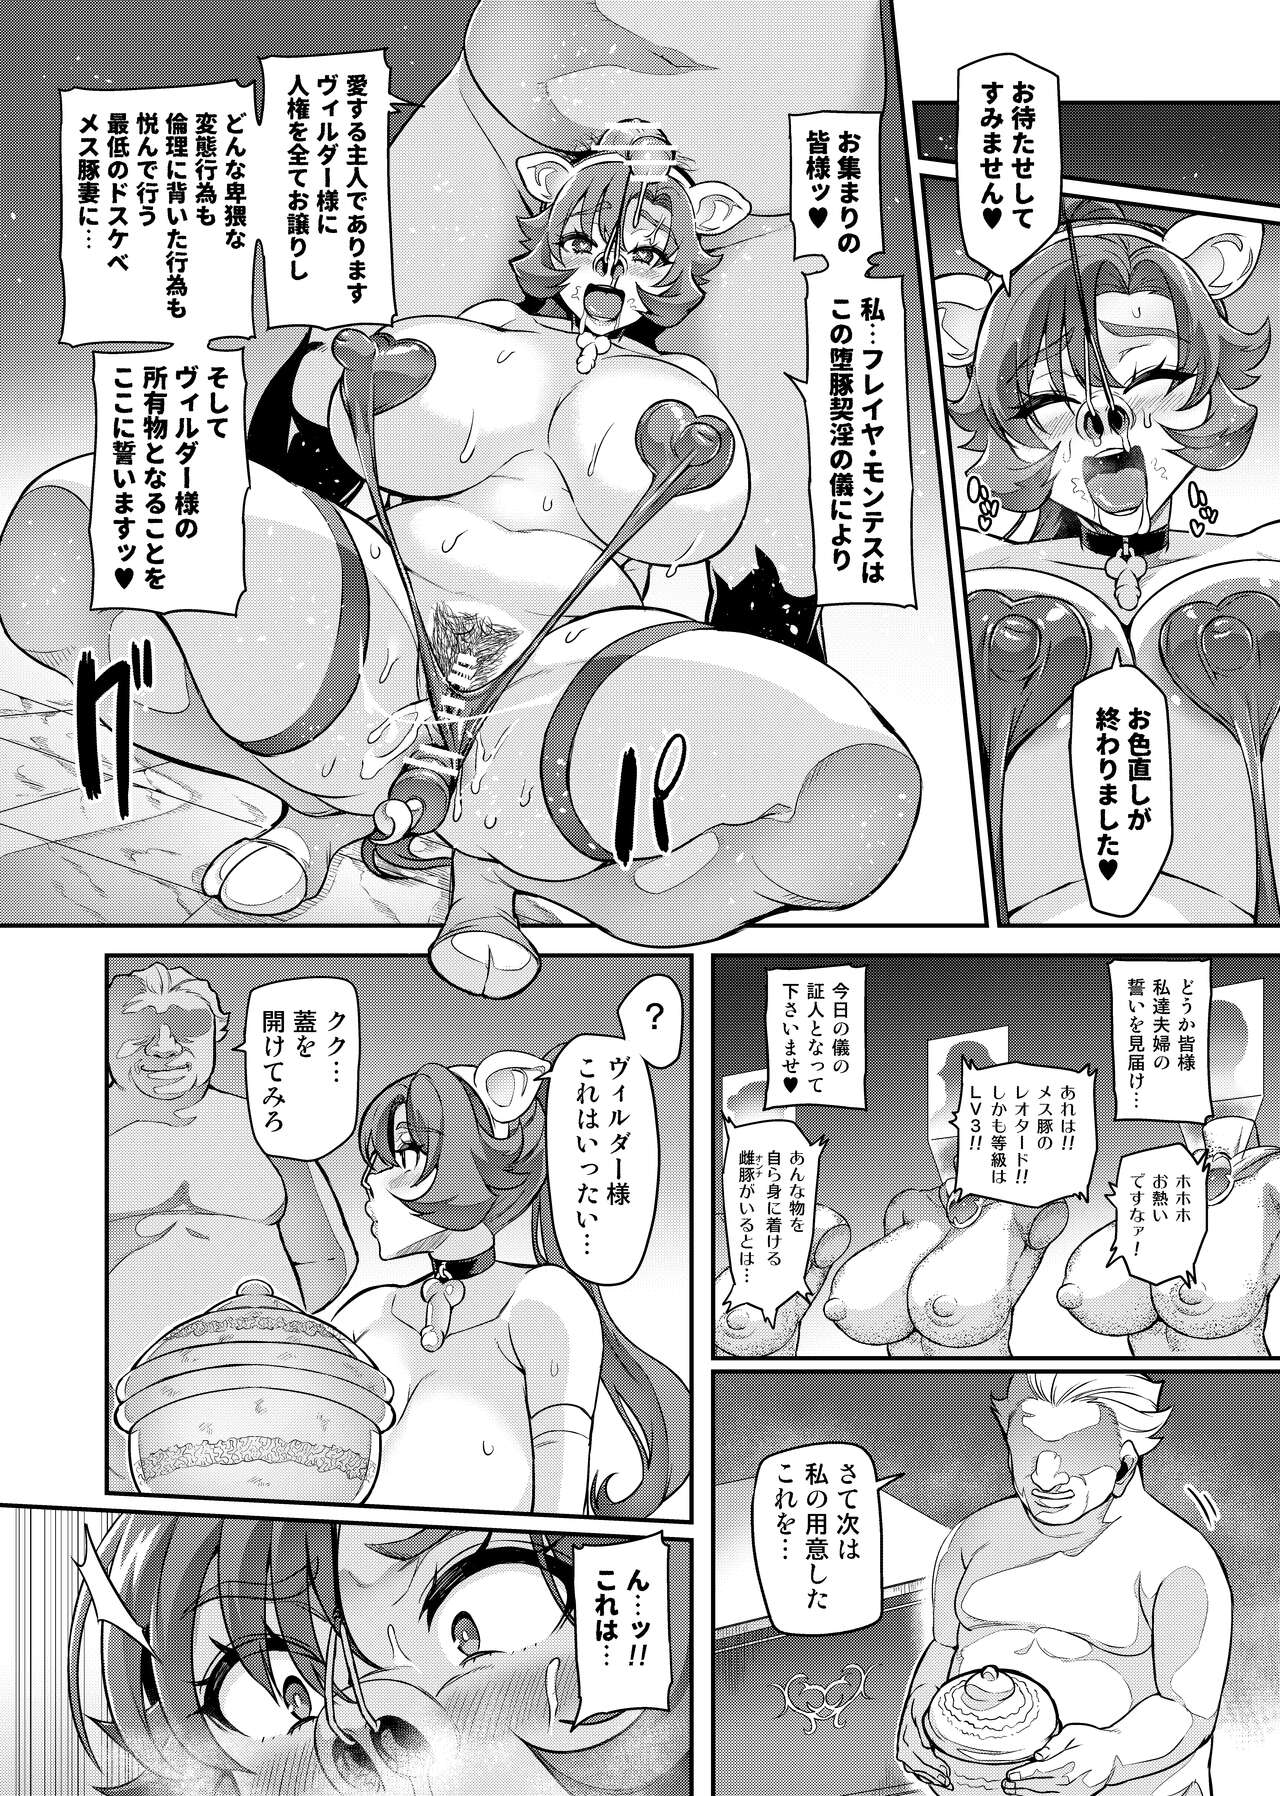 お待たせして
すみません♥
お色直しが
終わりました♥
お集まりの
皆様ッ♥
私…フレイヤ・モンテスは
この堕豚契淫の儀により
愛する主人であります
ヴィルダー様に
人権を全てお譲りし
どんな卑猥な
変態行為も
倫理に背いた行為も
悦んで行う
最低のドスケベ
メス豚妻に…
そして
ヴィルダー様の
所有物となることを
ここに誓いますッ♥
どうか皆様
私達夫婦の
誓いを見届け…
ホホホ
お熱い
ですなァ!
あれは!!
メス豚の
レオタード!!
しかも等級は
LV3!!
今日の儀の
証人となって
下さいませ♥
あんな物を
自ら身に着ける
雌豚がいるとは…
オンナ
さて次は
私の用意した
これを…
?
ヴィルダー様
これはいったい…
クク…
蓋を
開けてみろ
ん…ッ!!
これは…